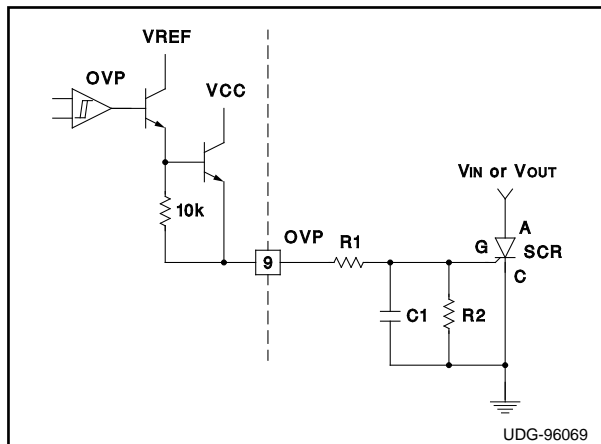 VREF
OVP
VCC
VIN or VOUT
10k
A
OVP
R1
G
SCR
9
C
C1
R2
UDG-96069